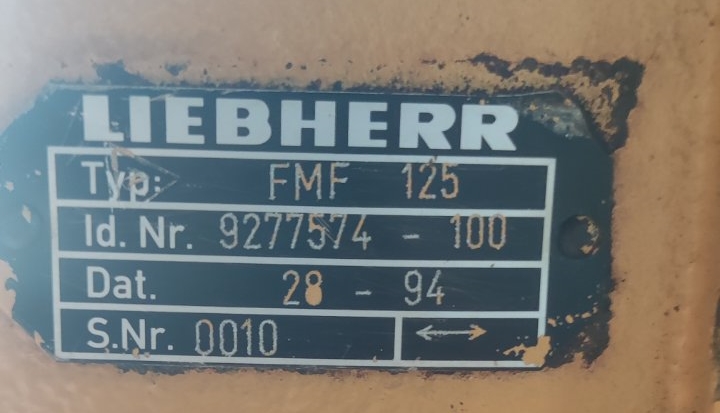 LIEBHERR
Typ: FMF 125
Id. Nr. 9277574 - 100
Dat. 28 - 94
S.Nr. 0010 ↔